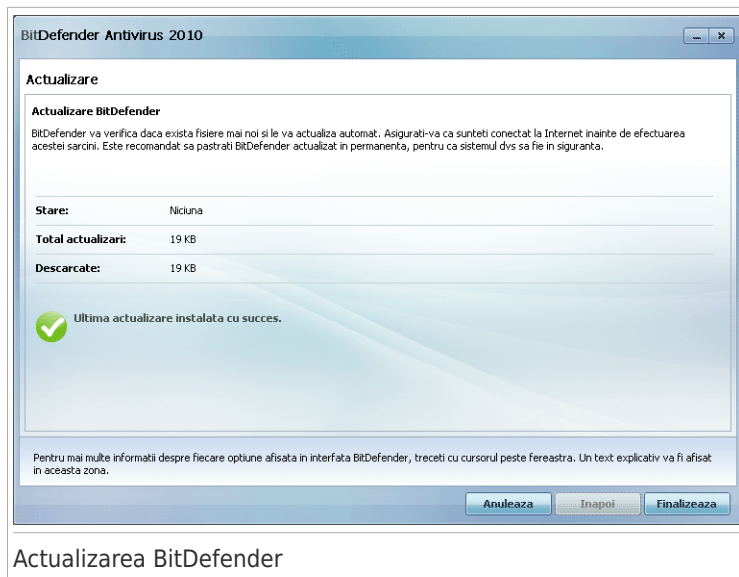 BitDefender Antivirus 2010
Actualizare
Actualizare BitDefender
BitDefender va verifica daca exista fisiere mai noi si le va actualiza automat. Asigurati-va ca sunteti conectat la Internet inainte de efectuarea
acestei sarcini. Este recomandat sa pastrati BitDefender actualizat in permanenta, pentru ca sistemul dvs sa fie in siguranta.
Stare: Niciuna
Total actualizari: 19 KB
Descarcate: 19 KB
Ultima actualizare instalata cu succes.
Pentru mai multe informatii despre fiecare optiune afisata in interfata BitDefender, treceti cu cursorul peste fereastra. Un text explicativ va fi afisat
in aceasta zona.
Anuleaza Inapoi Finalizeaza
Actualizarea BitDefender